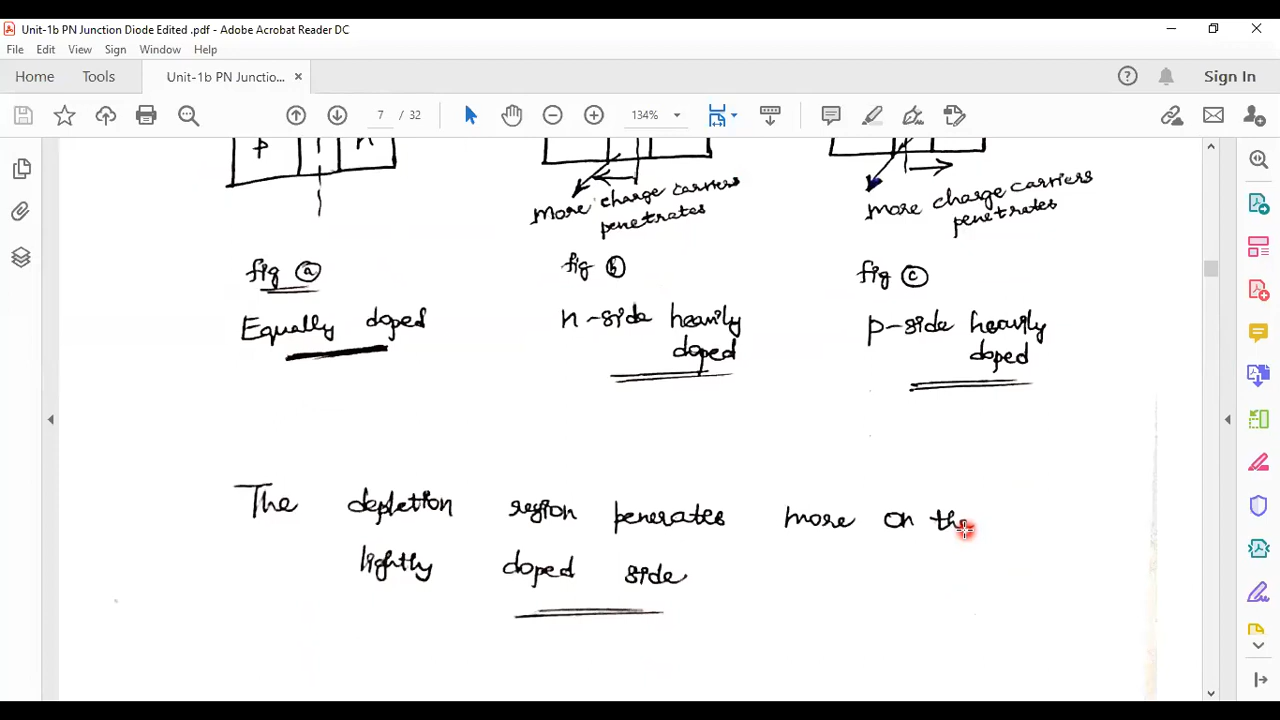 Unit-1b PN Junction Diode Edited .pdf - Adobe Acrobat Reader DC
File Edit View Sign Window Help
Home Tools Unit-1b PN Junctio... × Sign In
7 / 32 134%
p n
More charge carriers
penetrates
more charge carriers
penetrates
fig (a)
Equally doped
fig (b)
n-side heavily
doped
fig (c)
p-side heavily
doped
The depletion region penerates more on the
lightly doped side